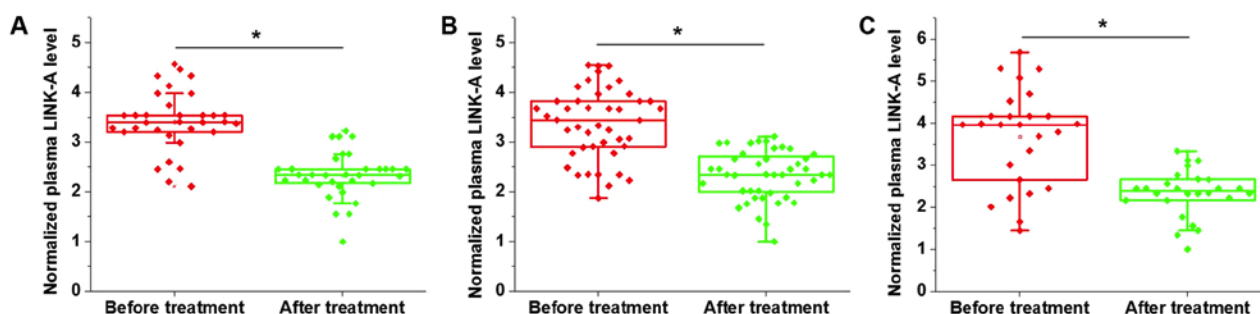 A
Normalized plasma LINK-A level
5
4
3
2
1
0
*
Before treatment
After treatment
B
Normalized plasma LINK-A level
5
4
3
2
1
0
*
Before treatment
After treatment
C
Normalized plasma LINK-A level
6
5
4
3
2
1
0
*
Before treatment
After treatment